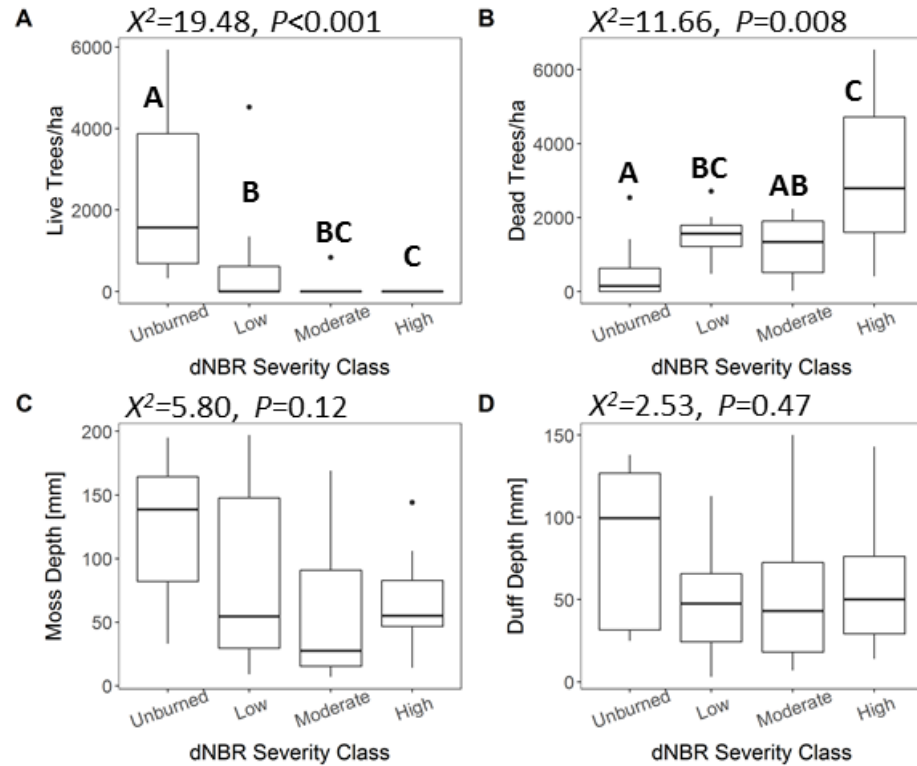 A
X²=19.48, P<0.001
Live Trees/ha
6000
4000
2000
0
A
B
BC
C
Unburned
Low
Moderate
High
dNBR Severity Class
B
X²=11.66, P=0.008
Dead Trees/ha
6000
4000
2000
0
A
BC
AB
C
Unburned
Low
Moderate
High
dNBR Severity Class
C
X²=5.80, P=0.12
Moss Depth [mm]
200
150
100
50
0
Unburned
Low
Moderate
High
dNBR Severity Class
D
X²=2.53, P=0.47
Duff Depth [mm]
150
100
50
0
Unburned
Low
Moderate
High
dNBR Severity Class